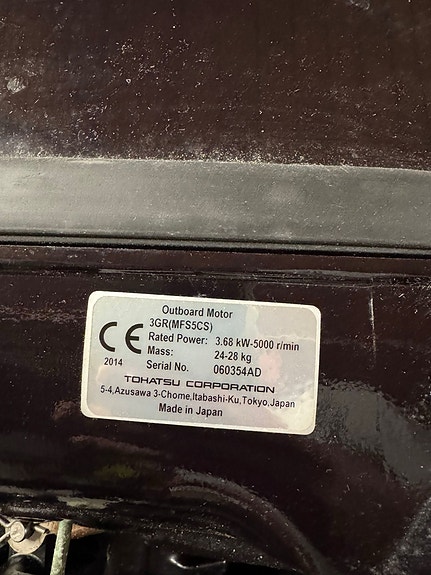 Outboard Motor
3GR(MFS5CS)
Rated Power: 3.68 kW-5000 r/min
CE
Mass: 24-28 kg
2014
Serial No. 060354AD
TOHATSU CORPORATION
5-4,Azusawa 3-Chome,Itabashi-Ku,Tokyo,Japan
Made in Japan